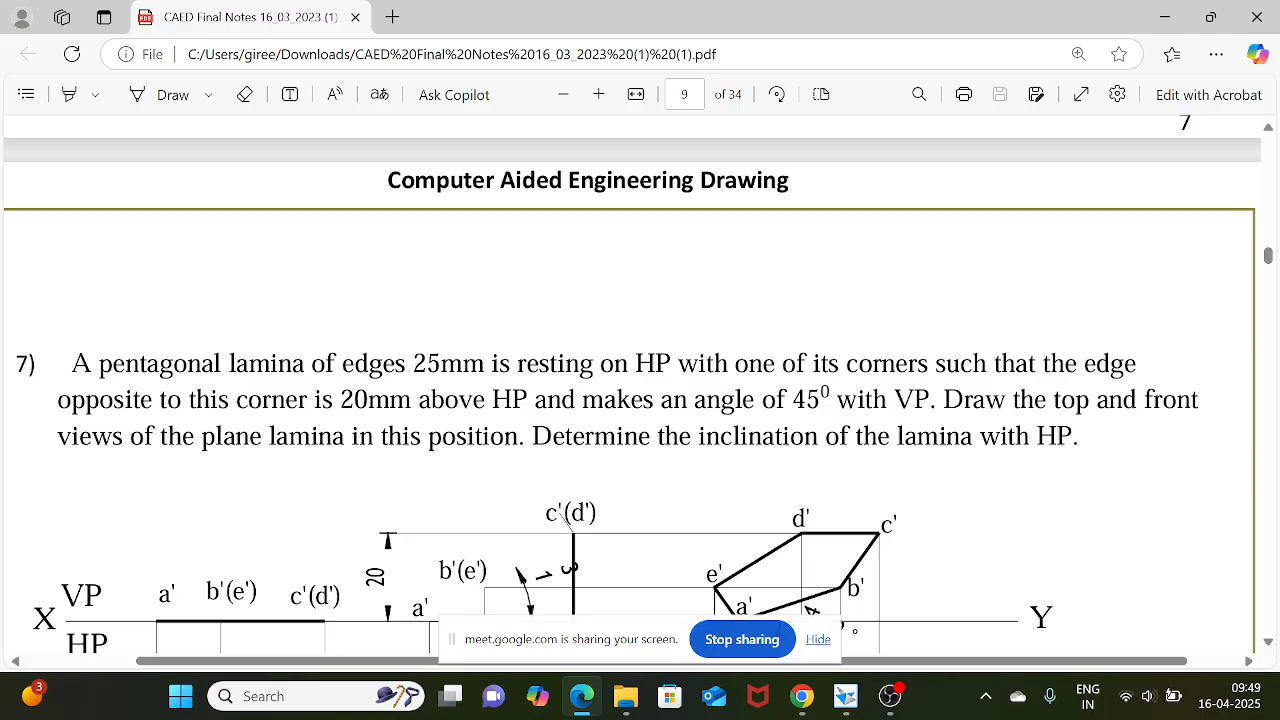 CAED Final Notes 16_03_2023 (1)
File
C:/Users/giree/Downloads/CAED%20Final%20Notes%2016_03_2023%20(1)%20(1).pdf
Draw
Ask Copilot
9
of 34
Edit with Acrobat
7
Computer Aided Engineering Drawing
7) A pentagonal lamina of edges 25mm is resting on HP with one of its corners such that the edge
opposite to this corner is 20mm above HP and makes an angle of 45⁰ with VP. Draw the top and front
views of the plane lamina in this position. Determine the inclination of the lamina with HP.
c'(d')
d'
c'
20
b'(e')
1
3
e'
b'
VP
a'
b'(e')
c'(d')
a'
a'
4
X
Y
HP
meet.google.com is sharing your screen.
Stop sharing
Hide
3
Search
ENG
IN
09:49
16-04-2025